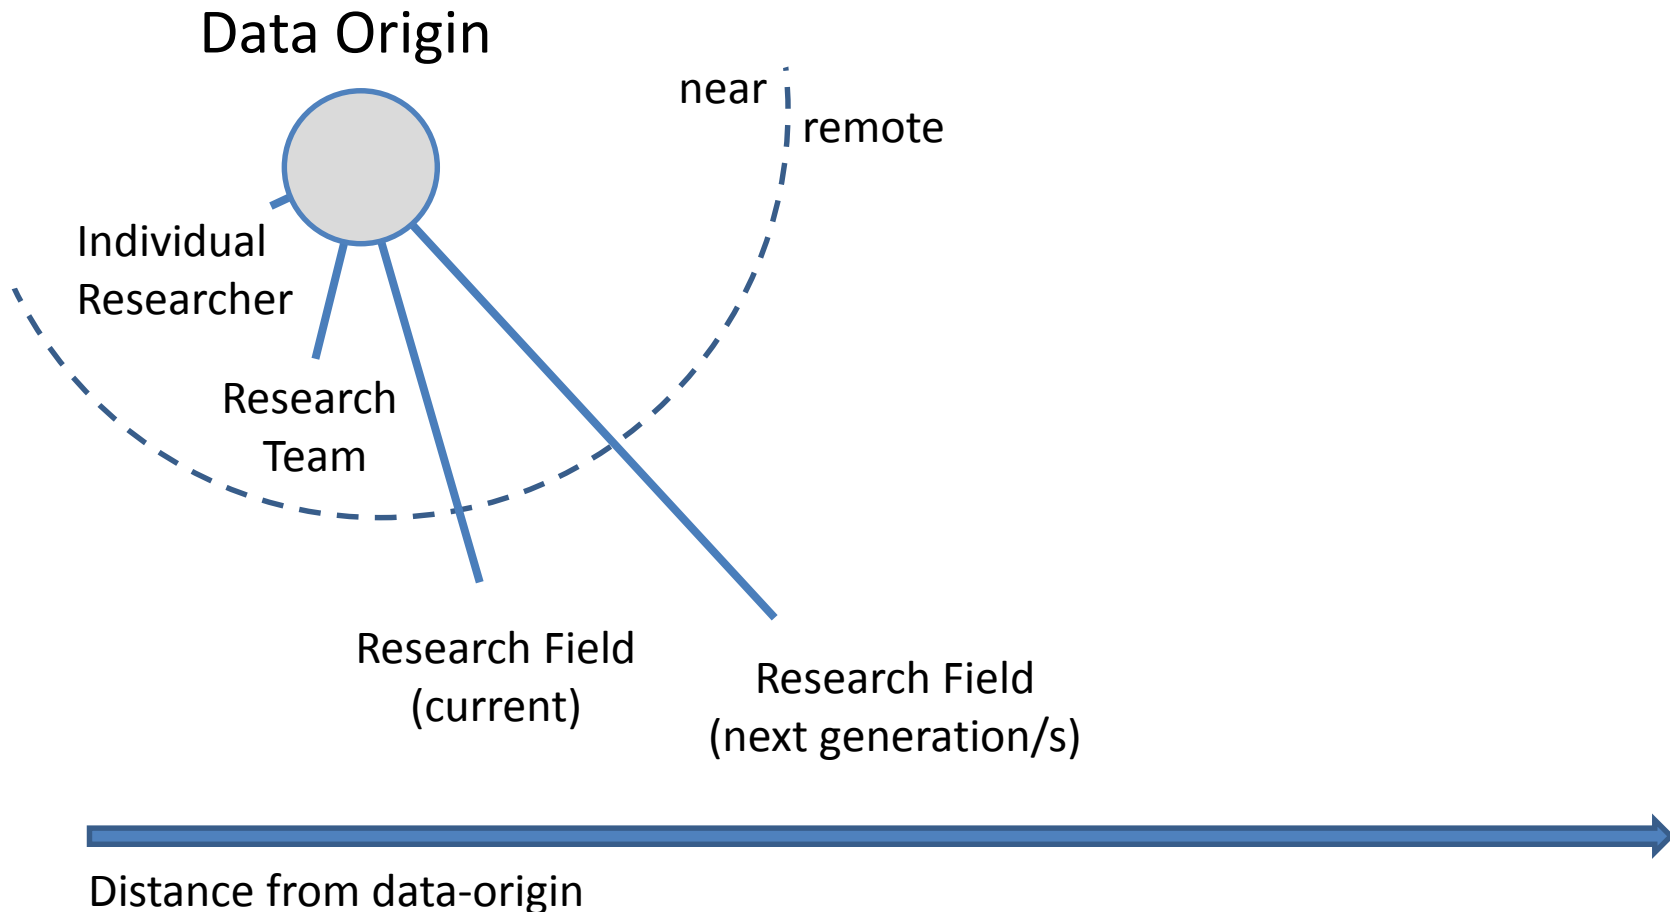 Data Origin
near
remote
Individual
Researcher
Research
Team
Research Field
(current)
Research Field
(next generation/s)
Distance from data-origin